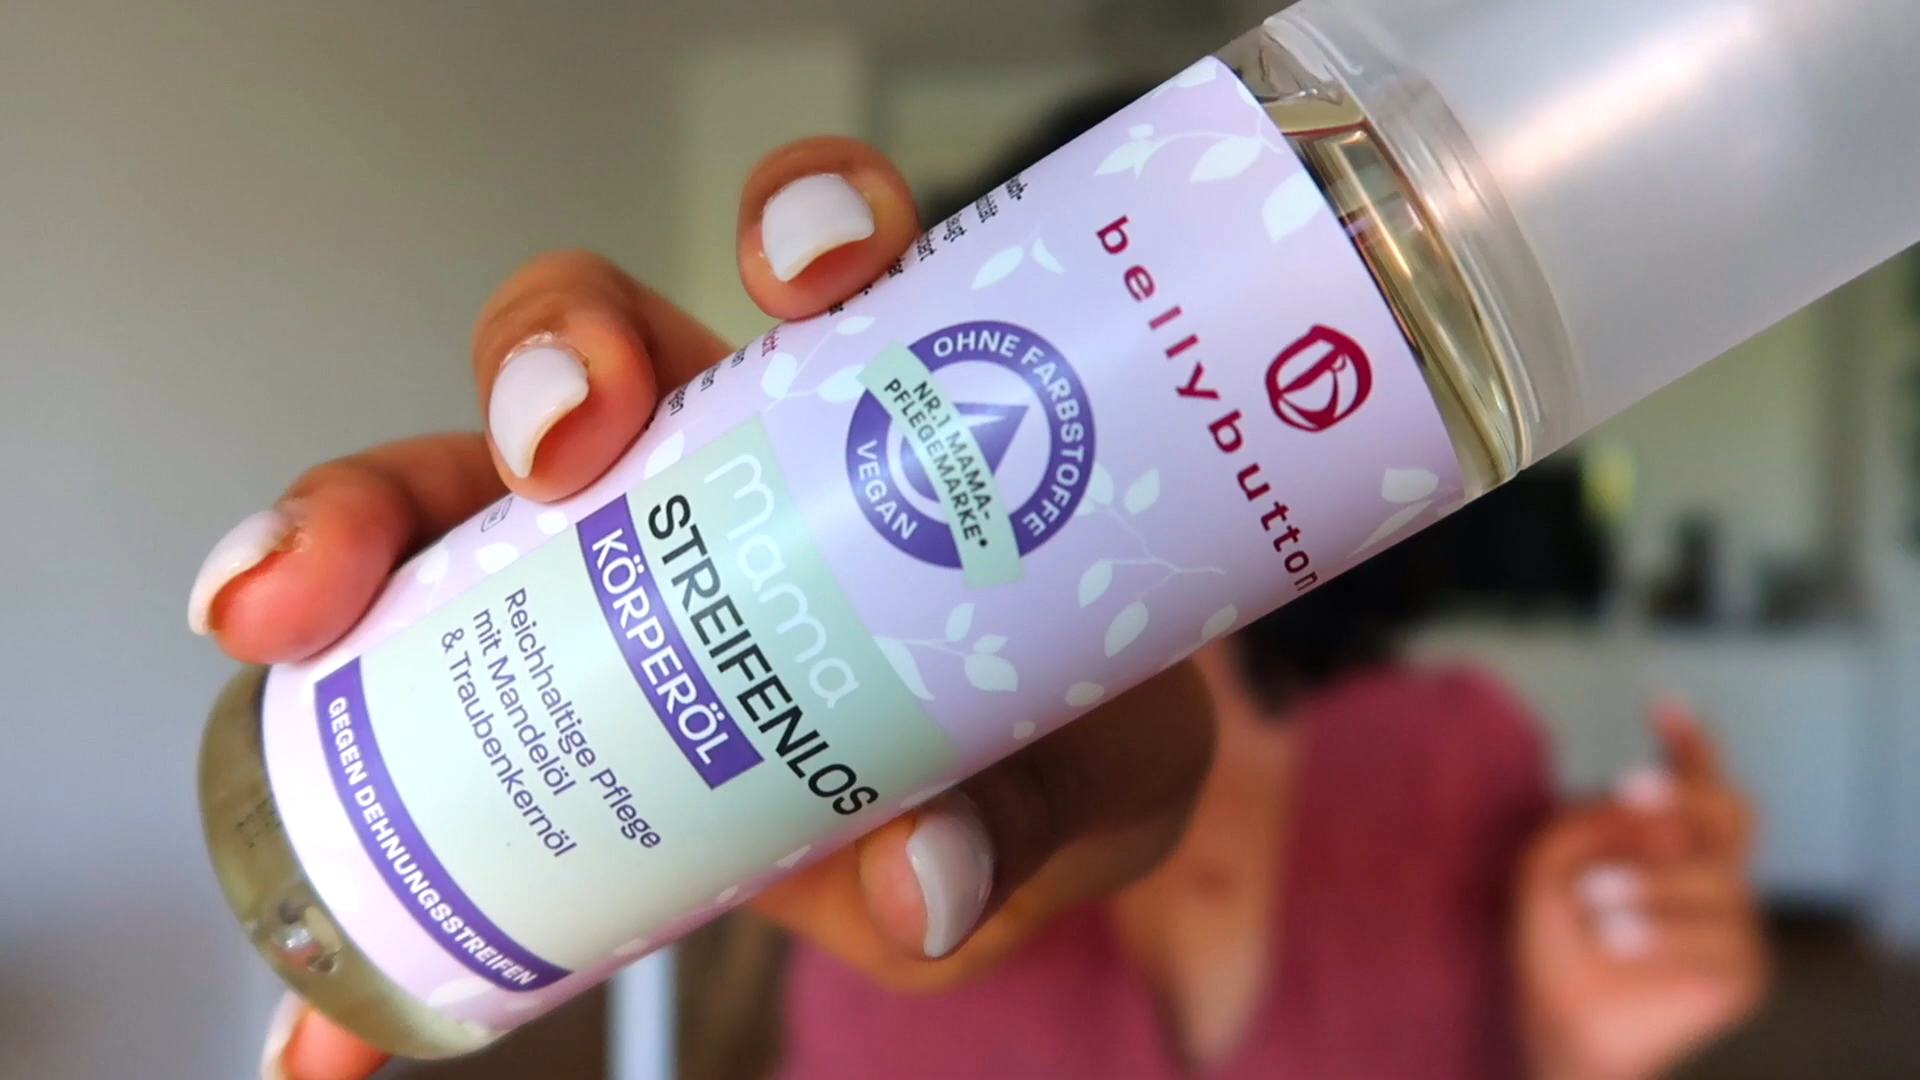 bellybutton
OHNE FARBSTOFFE
NR.1 MAMA-
PFLEGEMARKE*
VEGAN
mama
STREIFENLOS
KÖRPERÖL
Reichhaltige Pflege
mit Mandelöl
& Traubenkernöl
GEGEN DEHNUNGSSTREIFEN